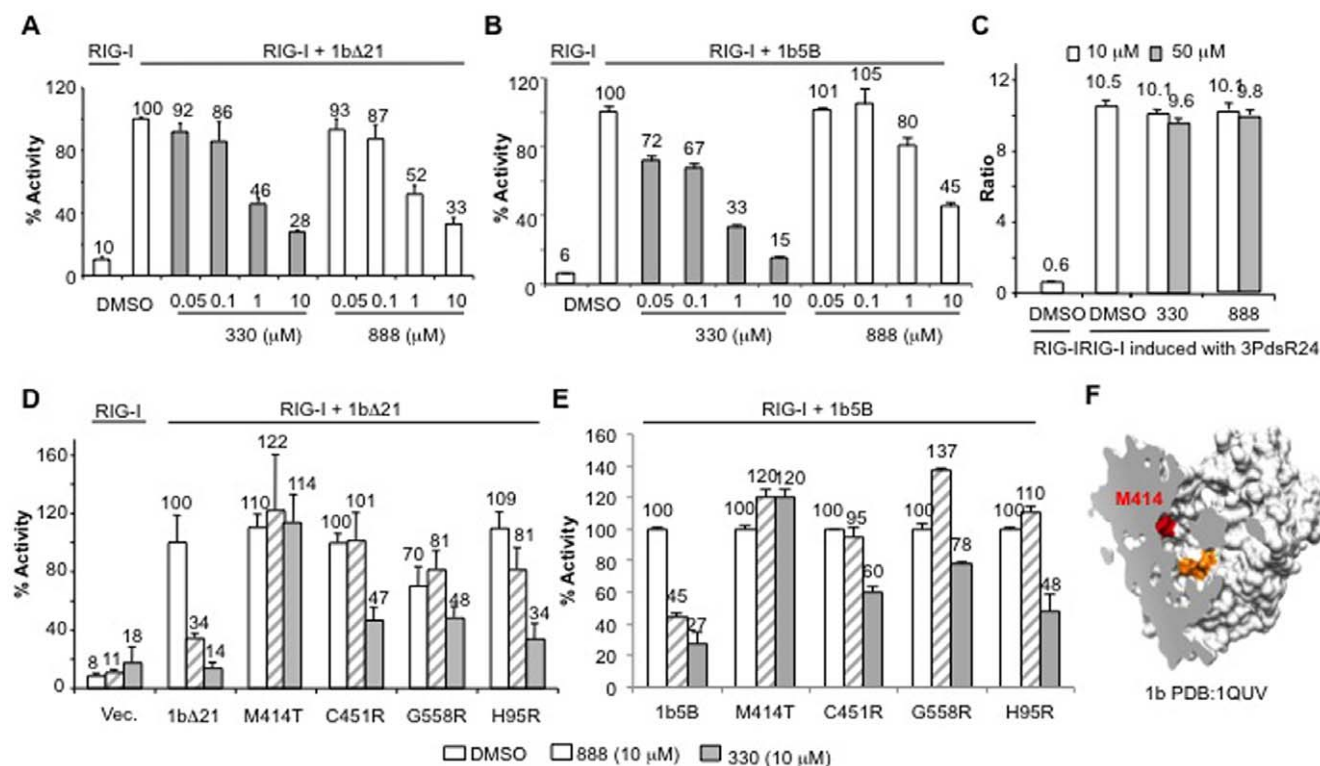 A
RIG-I
RIG-I + 1bΔ21
% Activity
120
80
40
0
10
100
92
86
46
28
93
87
52
33
DMSO
0.05 0.1 1 10
0.05 0.1 1 10
330 (μM)
888 (μM)
B
RIG-I
RIG-I + 1b5B
% Activity
120
80
40
0
6
100
72
67
33
15
101
105
80
45
DMSO
0.05 0.1 1 10
0.05 0.1 1 10
330 (μM)
888 (μM)
C
10 μM
50 μM
Ratio
12
8
4
0
0.6
10.5
10.1
9.6
10.1
9.8
DMSO
DMSO
330
888
RIG-IRIG-I induced with 3PdsR24
D
RIG-I
RIG-I + 1bΔ21
% Activity
160
120
80
40
0
8
11
18
100
34
14
110
122
114
100
101
47
70
81
48
109
81
34
Vec.
1bΔ21
M414T
C451R
G558R
H95R
E
RIG-I + 1b5B
% Activity
160
140
120
100
80
60
40
20
0
100
45
27
100
120
120
100
95
60
100
137
78
100
110
48
1b5B
M414T
C451R
G558R
H95R
F
M414
1b PDB:1QUV
DMSO
888 (10 μM)
330 (10 μM)